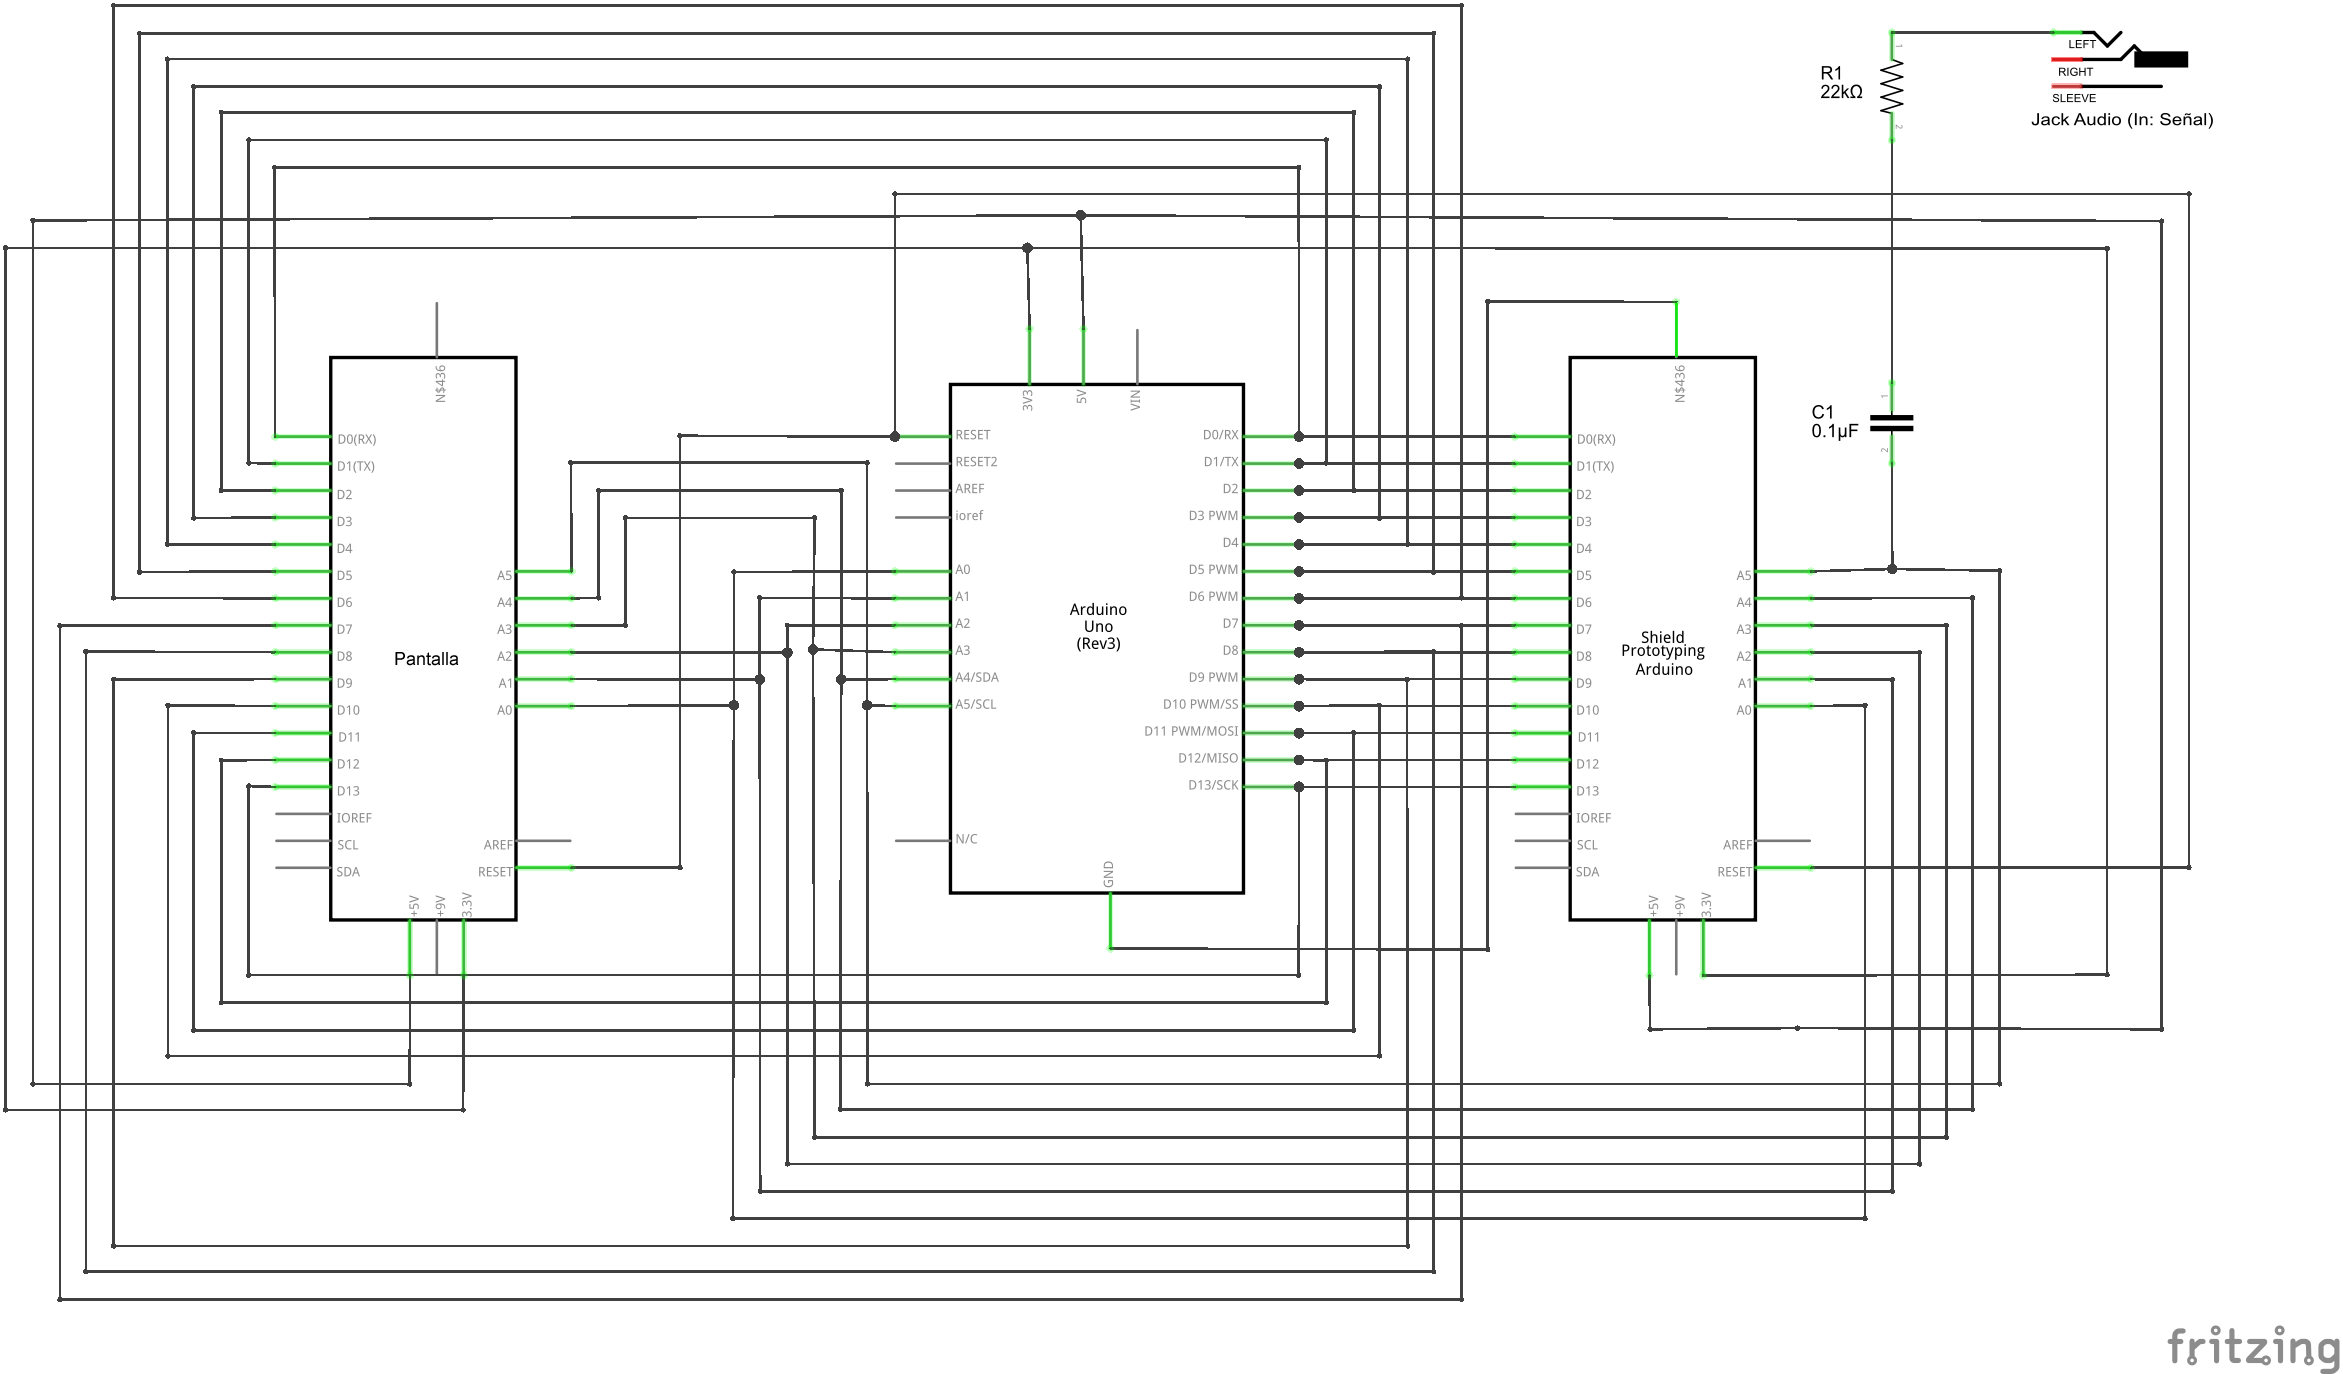 LEFT
RIGHT
SLEEVE
Jack Audio (In: Señal)
R1
22kΩ
1
2
C1
0.1µF
1
2
N$436
D0(RX)
D1(TX)
D2
D3
D4
D5
D6
D7
D8
D9
D10
D11
D12
D13
IOREF
SCL
SDA
A5
A4
A3
A2
A1
A0
AREF
RESET
+5V
+9V
3.3V
Pantalla
3V3
5V
VIN
RESET
RESET2
AREF
ioref
A0
A1
A2
A3
A4/SDA
A5/SCL
N/C
GND
D0/RX
D1/TX
D2
D3 PWM
D4
D5 PWM
D6 PWM
D7
D8
D9 PWM
D10 PWM/SS
D11 PWM/MOSI
D12/MISO
D13/SCK
Arduino
Uno
(Rev3)
N$436
D0(RX)
D1(TX)
D2
D3
D4
D5
D6
D7
D8
D9
D10
D11
D12
D13
IOREF
SCL
SDA
A5
A4
A3
A2
A1
A0
AREF
RESET
+5V
+9V
3.3V
Shield
Prototyping
Arduino
fritzing